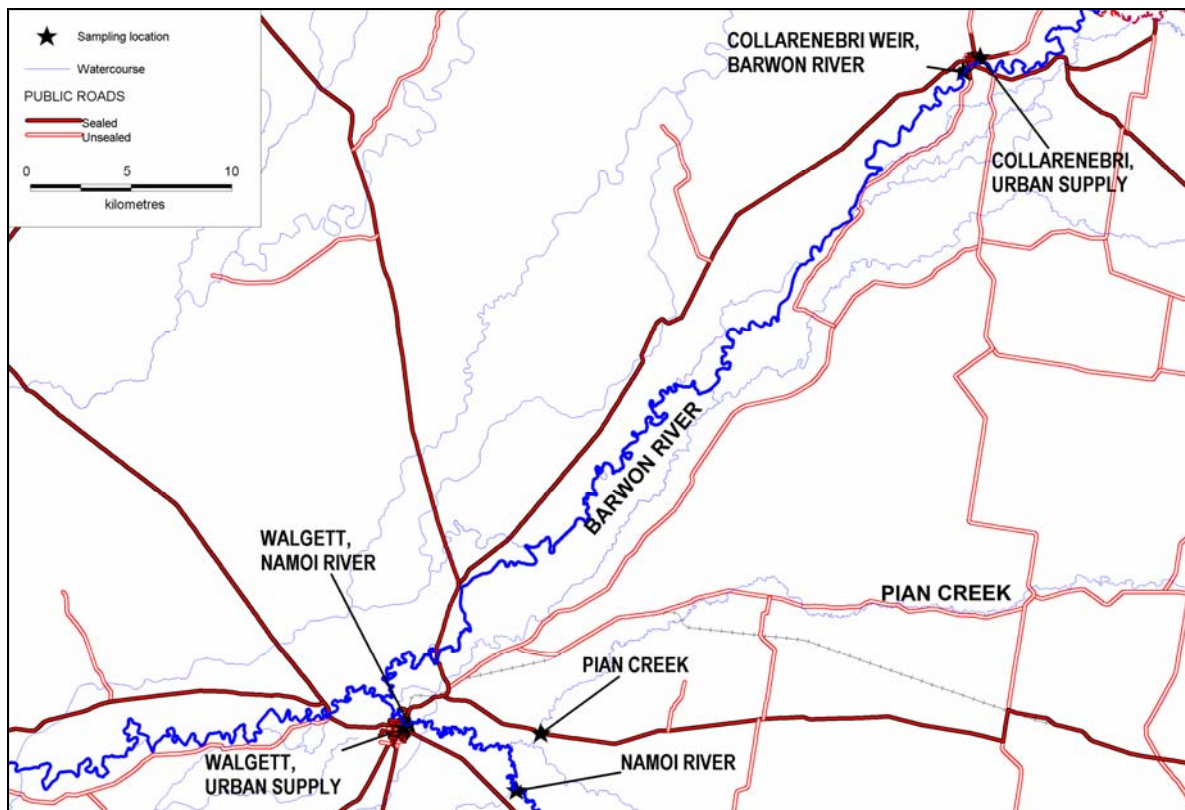 Sampling location
Watercourse
PUBLIC ROADS
Sealed
Unsealed
0 5 10
kilometres
COLLARENEBRI WEIR,
BARWON RIVER
COLLARENEBRI,
URBAN SUPPLY
BARWON RIVER
WALGETT,
NAMOI RIVER
PIAN CREEK
PIAN CREEK
WALGETT,
URBAN SUPPLY
NAMOI RIVER